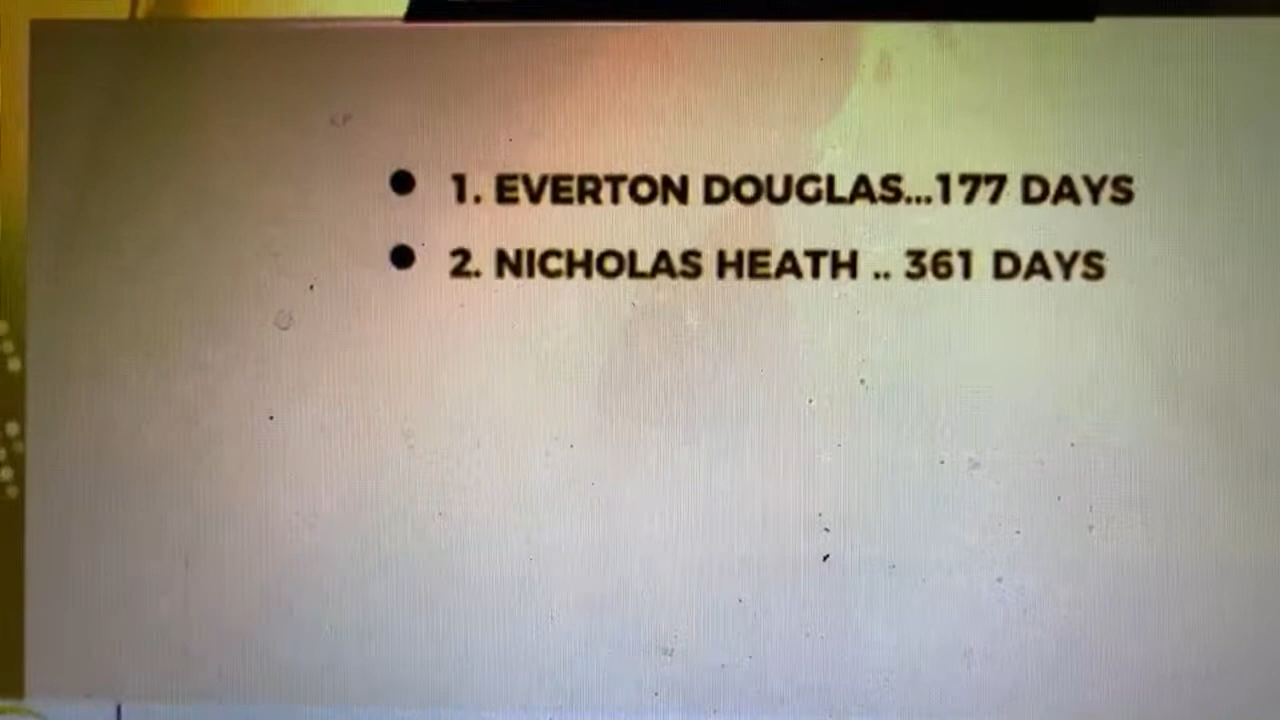 • 1. EVERTON DOUGLAS...177 DAYS
• 2. NICHOLAS HEATH .. 361 DAYS